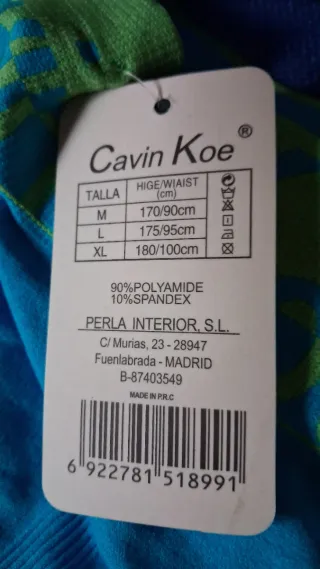 Cavin Koe ®
TALLA HIGE/WIAIST (cm)
M 170/90cm
L 175/95cm
XL 180/100cm
90%POLYAMIDE
10%SPANDEX
PERLA INTERIOR, S.L.
C/ Murias, 23 - 28947
Fuenlabrada - MADRID
B-87403549
MADE IN P.R.C
6 922781 518991